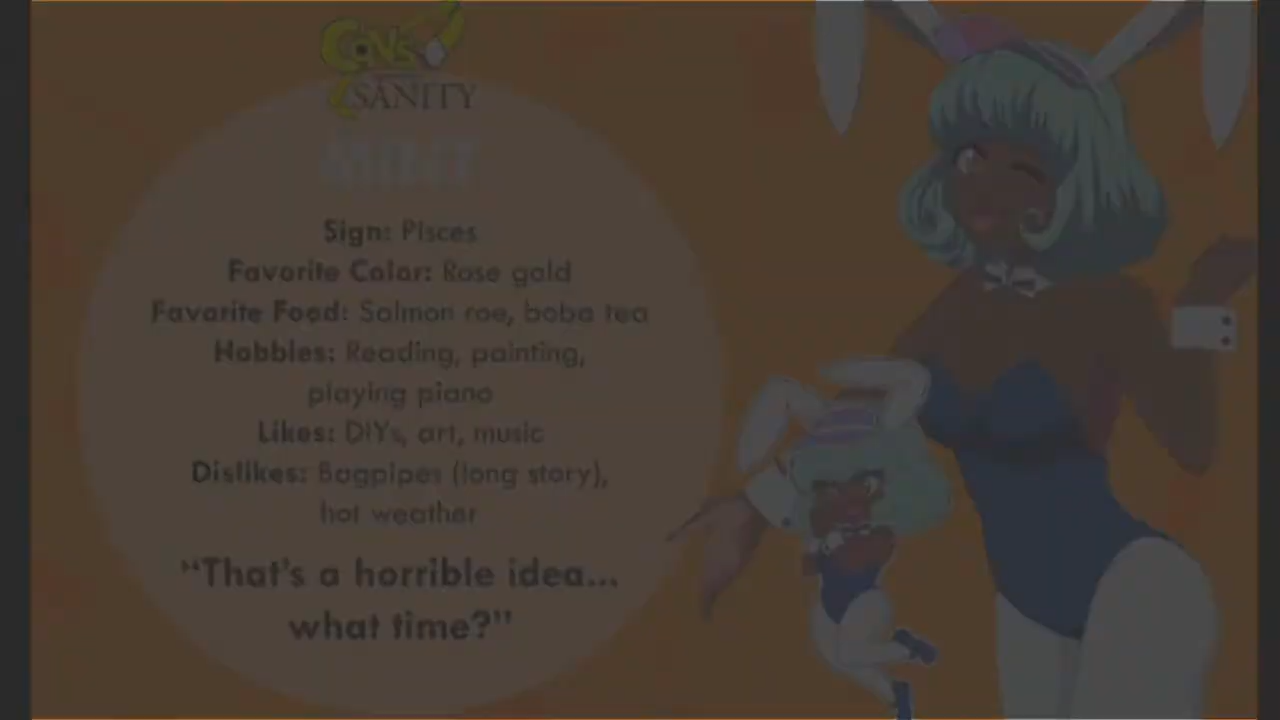 CONS
SANITY
Sign: Pisces
Favorite Color: Rose gold
Favorite Food: Salmon roe, boba tea
Hobbies: Reading, painting,
playing piano
Likes: DIYs, art, music
Dislikes: Bagpipes (long story),
hot weather
“That's a horrible idea...
what time?”